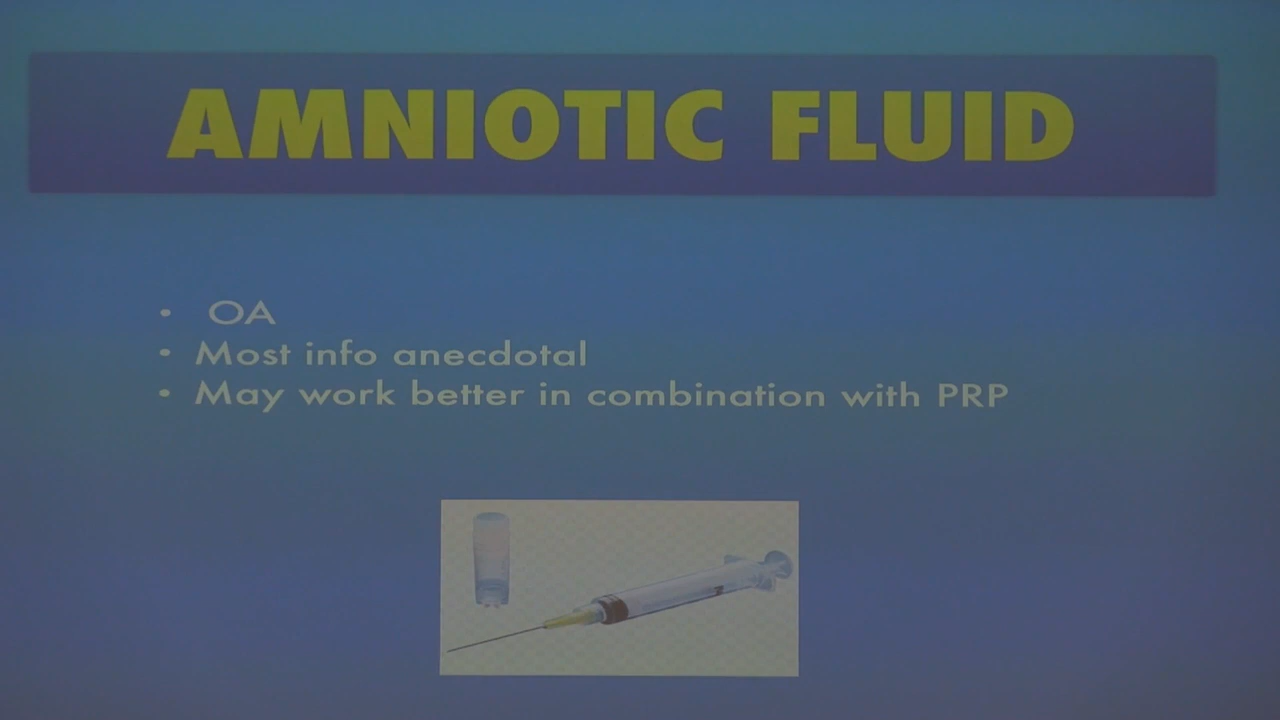 AMNIOTIC FLUID
• OA
• Most info anecdotal
• May work better in combination with PRP